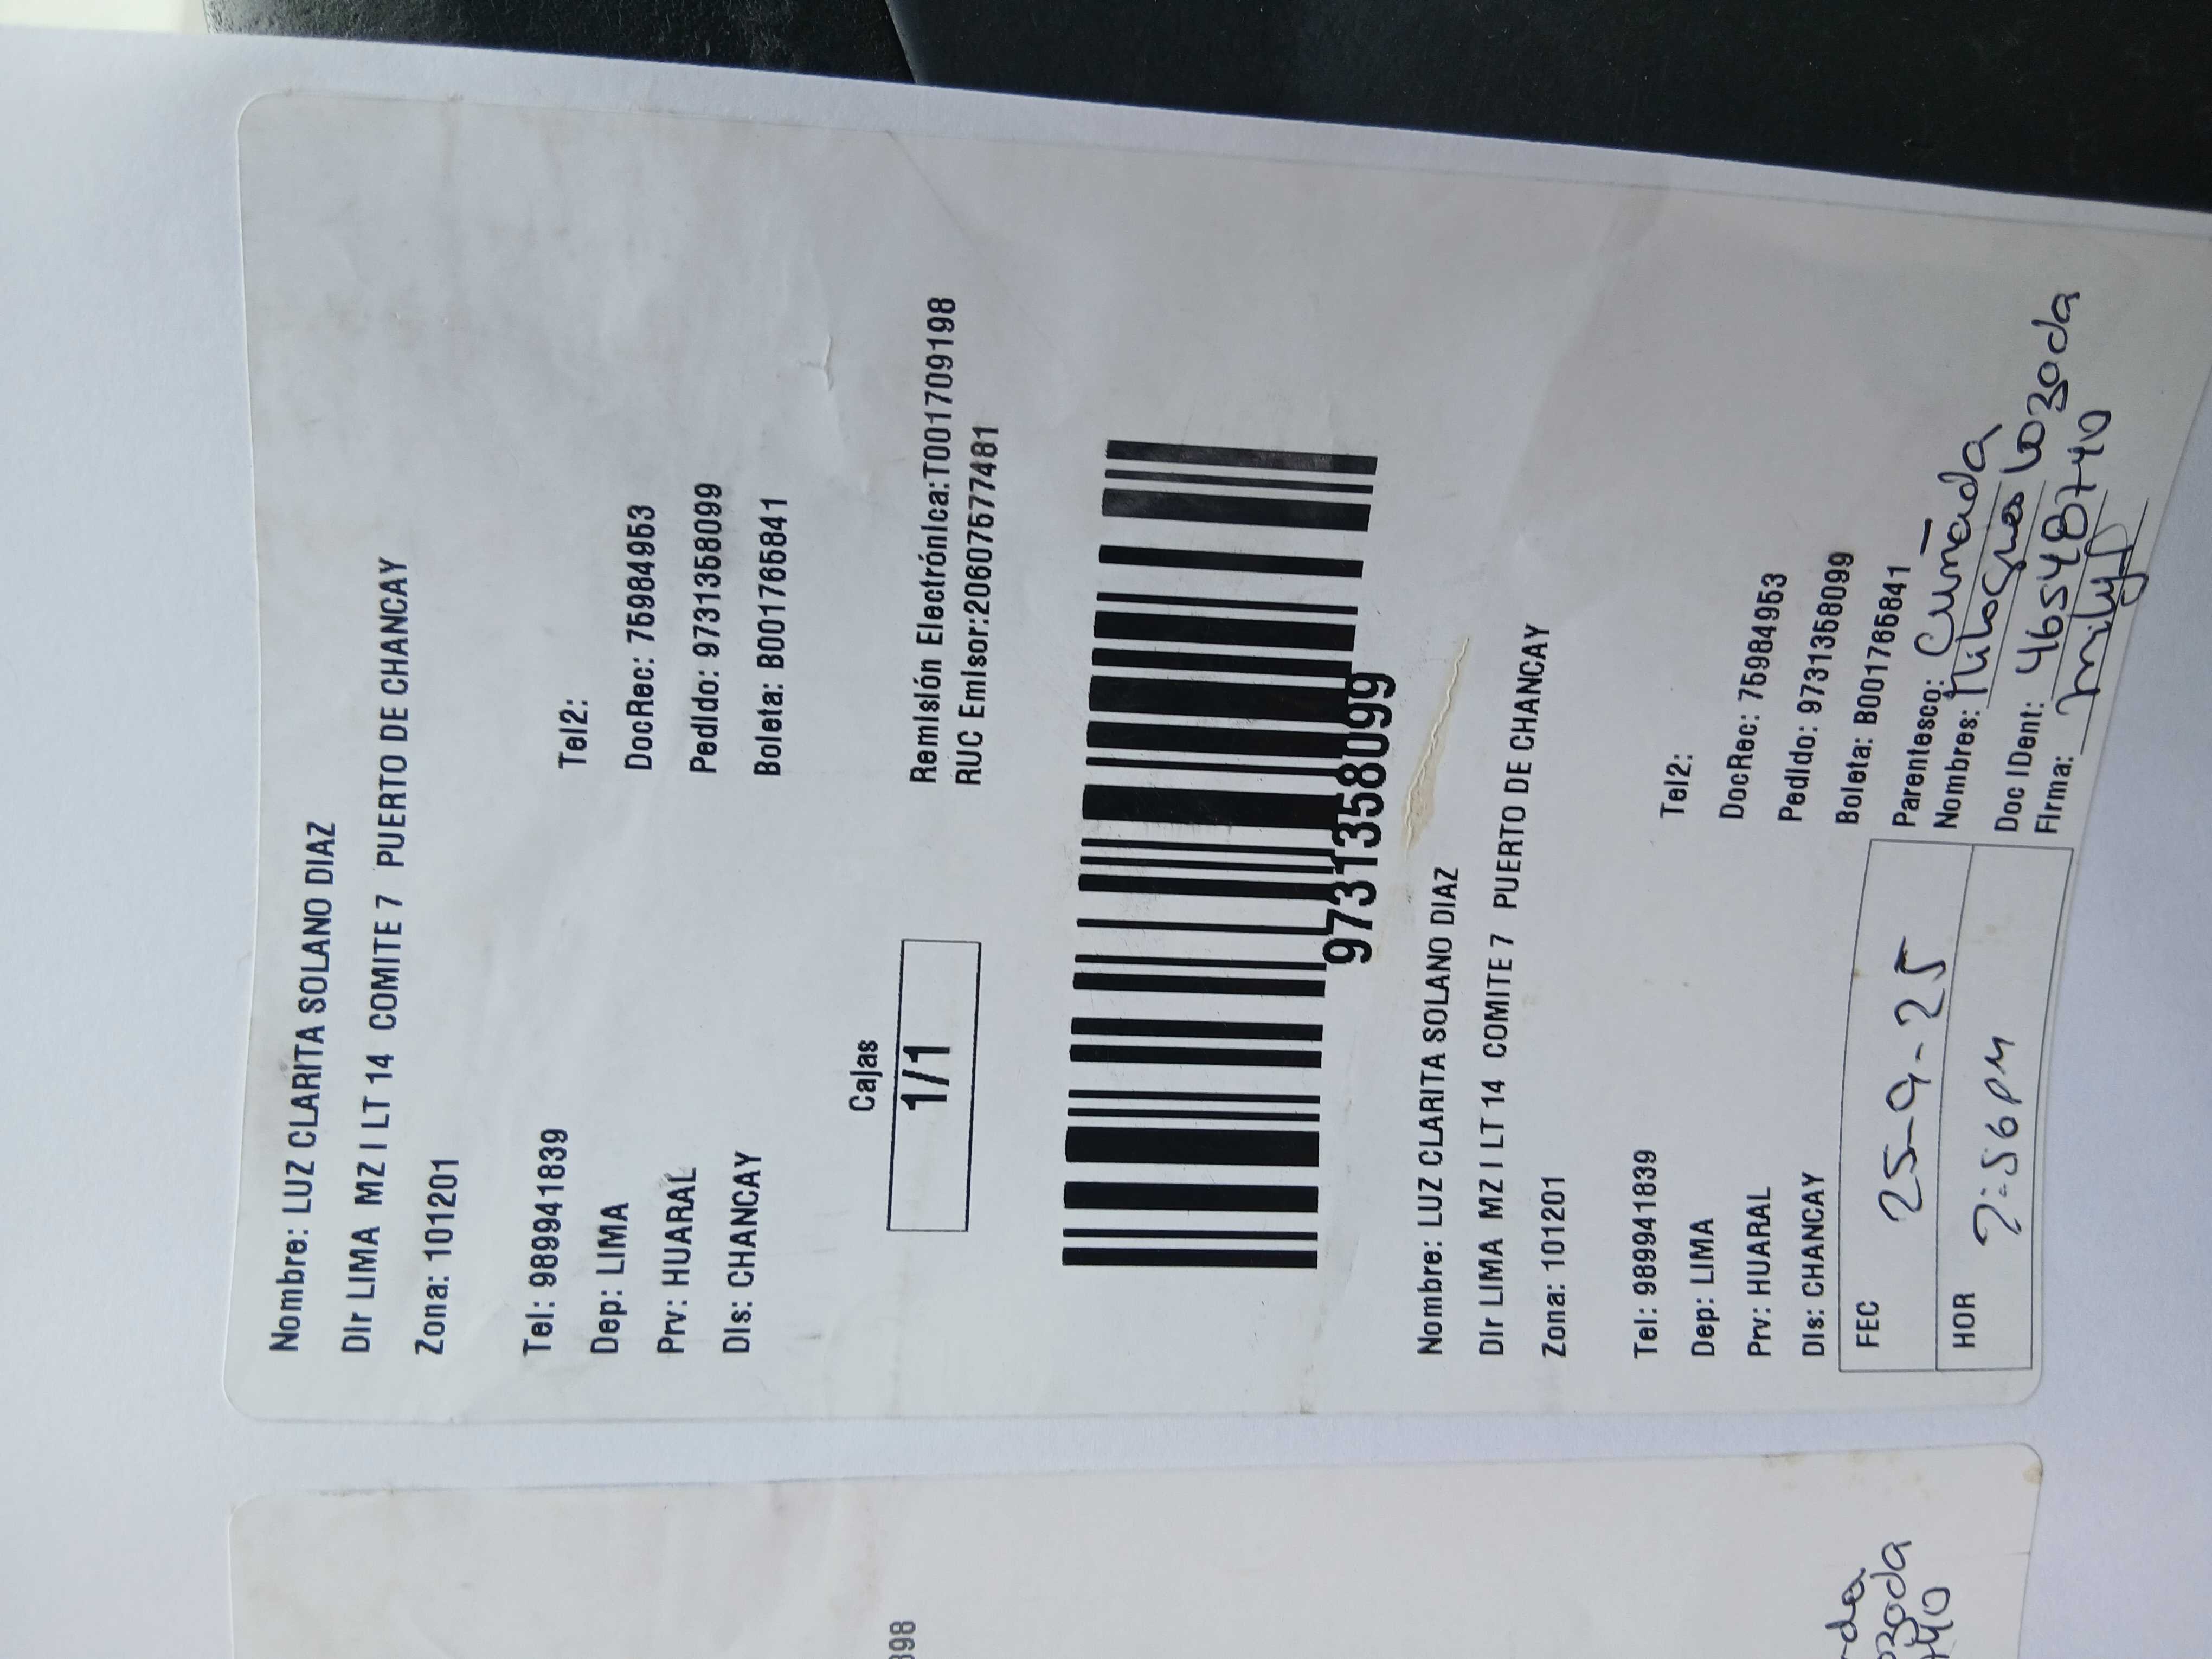 Nombre: LUZ CLARITA SOLANO DIAZ
Dir LIMA MZ I LT 14 COMITE 7 PUERTO DE CHANCAY
Zona: 101201
Tel: 989941839
Tel2:
Dep: LIMA
DocRec: 75984953
Prv: HUARAL
Pedido: 9731358099
Dis: CHANCAY
Boleta: B001765841
Cajas
1/1
Remisión Electrónica:T001709198
RUC Emisor:20607577481
9731358099
Nombre: LUZ CLARITA SOLANO DIAZ
Dir LIMA MZ I LT 14 COMITE 7 PUERTO DE CHANCAY
Zona: 101201
Tel: 989941839
Tel2:
Dep: LIMA
DocRec: 75984953
Prv: HUARAL
Pedido: 9731358099
Dis: CHANCAY
Boleta: B001765841
FEC 25-9-25
HOR 2:56 PM
Parentesco: Cuñada
Nombres: Milagros Lozada
Doc IDent:
Firma: Mily
398